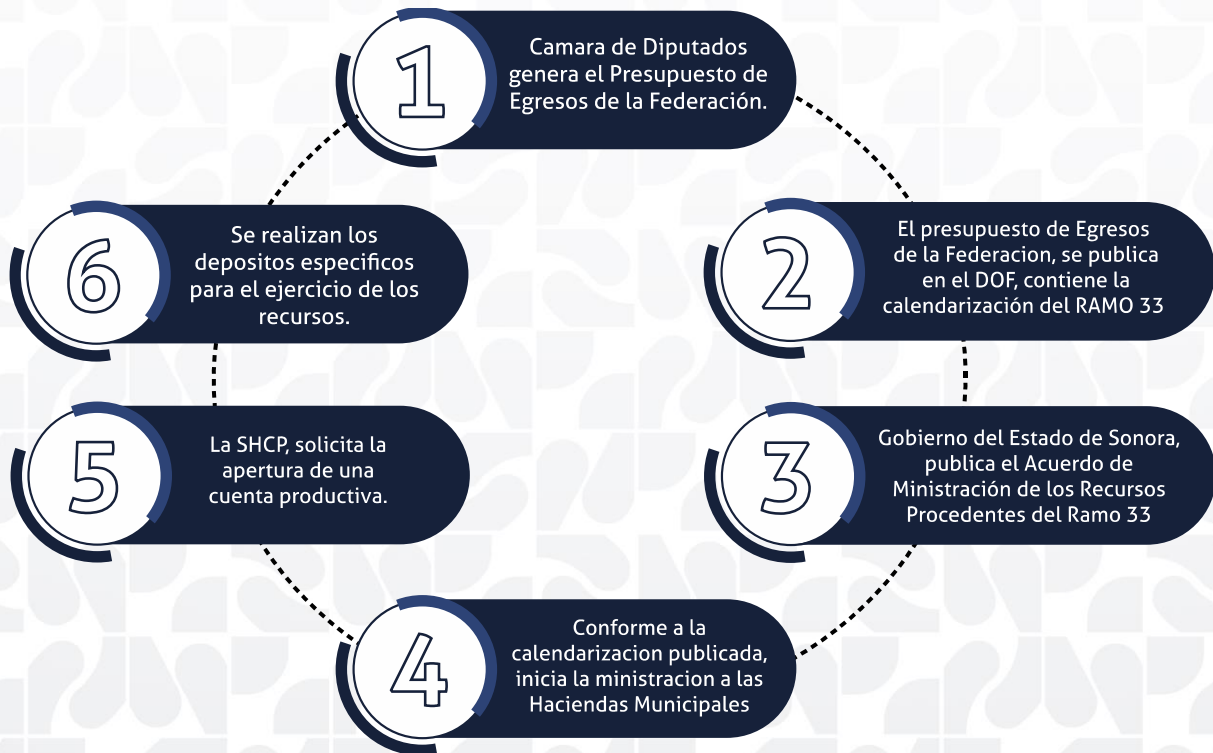 1
Camara de Diputados
genera el Presupuesto de
Egresos de la Federación.
2
El presupuesto de Egresos
de la Federacion, se publica
en el DOF, contiene la
calendarización del RAMO 33
3
Gobierno del Estado de Sonora,
publica el Acuerdo de
Ministración de los Recursos
Procedentes del Ramo 33
4
Conforme a la
calendarizacion publicada,
inicia la ministracion a las
Haciendas Municipales
5
La SHCP, solicita la
apertura de una
cuenta productiva.
6
Se realizan los
depositos especificos
para el ejercicio de los
recursos.